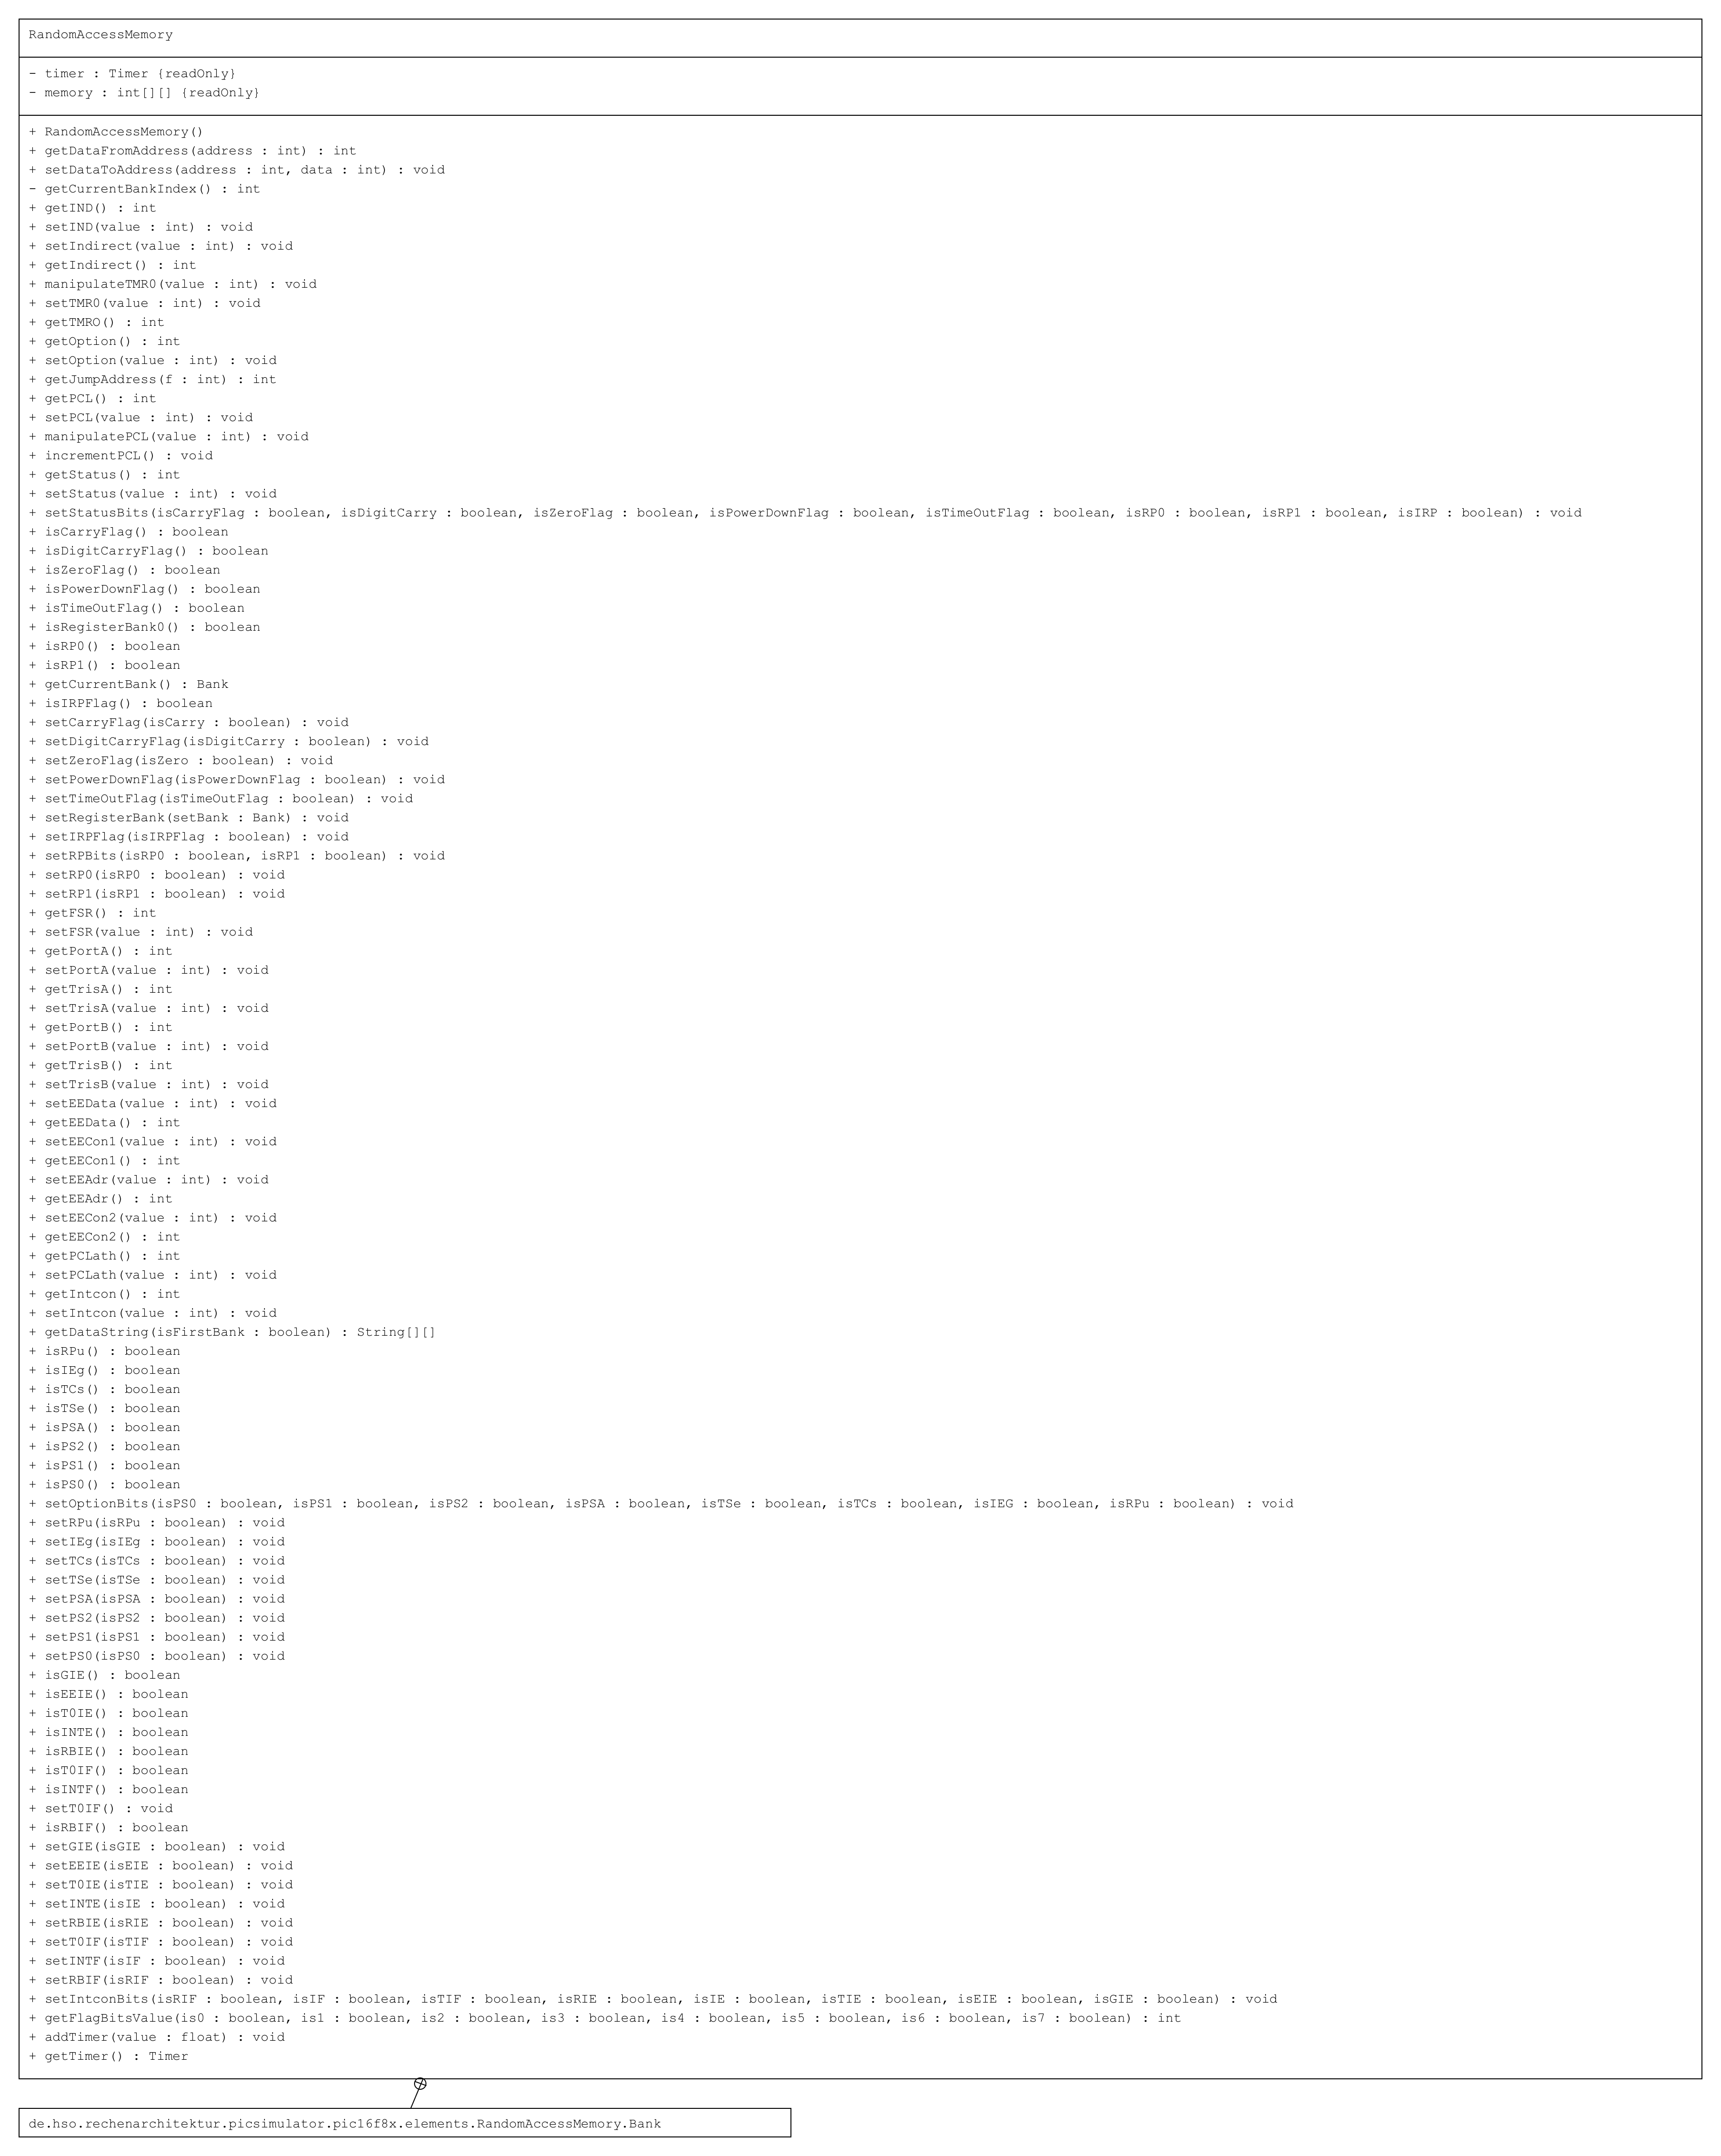 RandomAccessMemory
- timer : Timer {readOnly}
- memory : int[][] {readOnly}
+ RandomAccessMemory()
+ getDataFromAddress(address : int) : int
+ setDataToAddress(address : int, data : int) : void
- getCurrentBankIndex() : int
+ getIND() : int
+ setIND(value : int) : void
+ setIndirect(value : int) : void
+ getIndirect() : int
+ manipulateTMR0(value : int) : void
+ setTMR0(value : int) : void
+ getTMRO() : int
+ getOption() : int
+ setOption(value : int) : void
+ getJumpAddress(f : int) : int
+ getPCL() : int
+ setPCL(value : int) : void
+ manipulatePCL(value : int) : void
+ incrementPCL() : void
+ getStatus() : int
+ setStatus(value : int) : void
+ setStatusBits(isCarryFlag : boolean, isDigitCarry : boolean, isZeroFlag : boolean, isPowerDownFlag : boolean, isTimeOutFlag : boolean, isRP0 : boolean, isRP1 : boolean, isIRP : boolean) : void
+ isCarryFlag() : boolean
+ isDigitCarryFlag() : boolean
+ isZeroFlag() : boolean
+ isPowerDownFlag() : boolean
+ isTimeOutFlag() : boolean
+ isRegisterBank0() : boolean
+ isRP0() : boolean
+ isRP1() : boolean
+ getCurrentBank() : Bank
+ isIRPFlag() : boolean
+ setCarryFlag(isCarry : boolean) : void
+ setDigitCarryFlag(isDigitCarry : boolean) : void
+ setZeroFlag(isZero : boolean) : void
+ setPowerDownFlag(isPowerDownFlag : boolean) : void
+ setTimeOutFlag(isTimeOutFlag : boolean) : void
+ setRegisterBank(setBank : Bank) : void
+ setIRPFlag(isIRPFlag : boolean) : void
+ setRPBits(isRP0 : boolean, isRP1 : boolean) : void
+ setRP0(isRP0 : boolean) : void
+ setRP1(isRP1 : boolean) : void
+ getFSR() : int
+ setFSR(value : int) : void
+ getPortA() : int
+ setPortA(value : int) : void
+ getTrisA() : int
+ setTrisA(value : int) : void
+ getPortB() : int
+ setPortB(value : int) : void
+ getTrisB() : int
+ setTrisB(value : int) : void
+ setEEData(value : int) : void
+ getEEData() : int
+ setEECon1(value : int) : void
+ getEECon1() : int
+ setEEAdr(value : int) : void
+ getEEAdr() : int
+ setEECon2(value : int) : void
+ getEECon2() : int
+ getPCLath() : int
+ setPCLath(value : int) : void
+ getIntcon() : int
+ setIntcon(value : int) : void
+ getDataString(isFirstBank : boolean) : String[][]
+ isRPu() : boolean
+ isIEg() : boolean
+ isTCs() : boolean
+ isTSe() : boolean
+ isPSA() : boolean
+ isPS2() : boolean
+ isPS1() : boolean
+ isPS0() : boolean
+ setOptionBits(isPS0 : boolean, isPS1 : boolean, isPS2 : boolean, isPSA : boolean, isTSe : boolean, isTCs : boolean, isIEG : boolean, isRPu : boolean) : void
+ setRPu(isRPu : boolean) : void
+ setIEg(isIEg : boolean) : void
+ setTCs(isTCs : boolean) : void
+ setTSe(isTSe : boolean) : void
+ setPSA(isPSA : boolean) : void
+ setPS2(isPS2 : boolean) : void
+ setPS1(isPS1 : boolean) : void
+ setPS0(isPS0 : boolean) : void
+ isGIE() : boolean
+ isEEIE() : boolean
+ isT0IE() : boolean
+ isINTE() : boolean
+ isRBIE() : boolean
+ isT0IF() : boolean
+ isINTF() : boolean
+ setT0IF() : void
+ isRBIF() : boolean
+ setGIE(isGIE : boolean) : void
+ setEEIE(isEIE : boolean) : void
+ setT0IE(isTIE : boolean) : void
+ setINTE(isIE : boolean) : void
+ setRBIE(isRIE : boolean) : void
+ setT0IF(isTIF : boolean) : void
+ setINTF(isIF : boolean) : void
+ setRBIF(isRIF : boolean) : void
+ setIntconBits(isRIF : boolean, isIF : boolean, isTIF : boolean, isRIE : boolean, isIE : boolean, isTIE : boolean, isEIE : boolean, isGIE : boolean) : void
+ getFlagBitsValue(is0 : boolean, is1 : boolean, is2 : boolean, is3 : boolean, is4 : boolean, is5 : boolean, is6 : boolean, is7 : boolean) : int
+ addTimer(value : float) : void
+ getTimer() : Timer
de.hso.rechenarchitektur.picsimulator.pic16f8x.elements.RandomAccessMemory.Bank